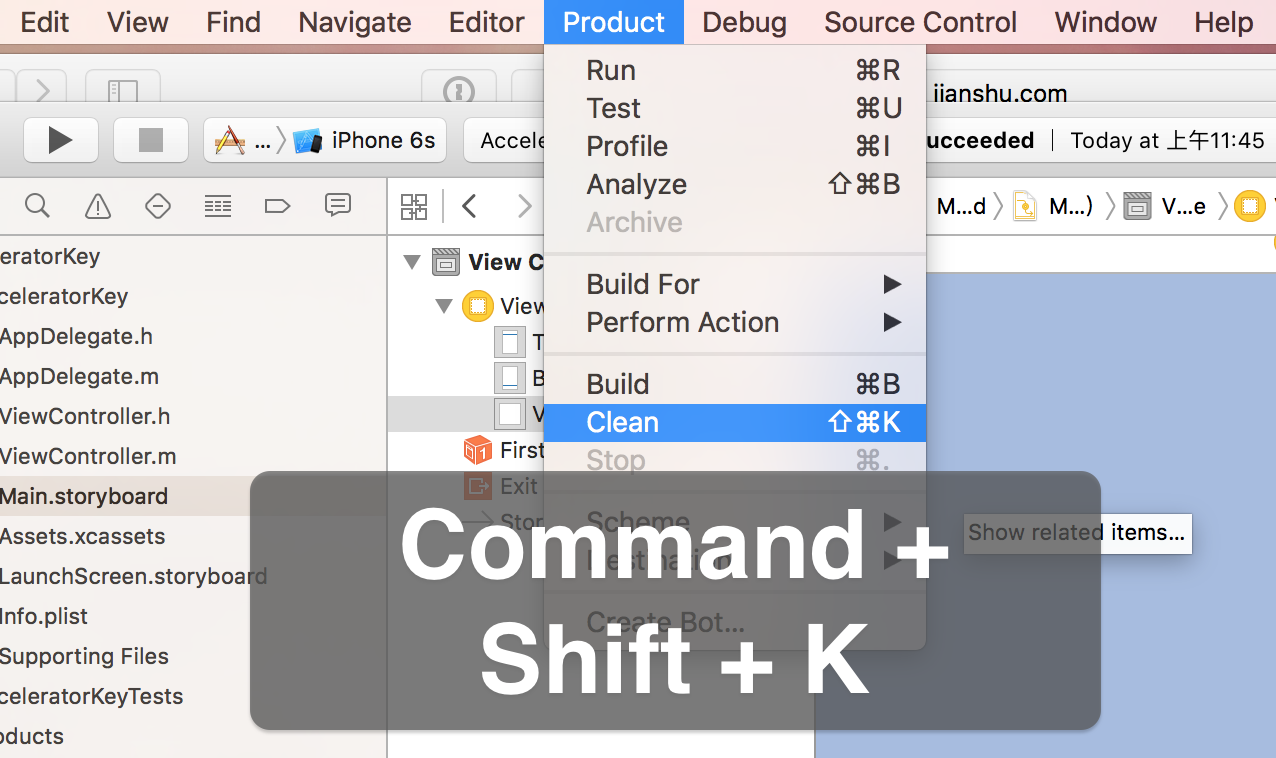 Edit View Find Navigate Editor Product Debug Source Control Window Help
Run ⌘R
Test ⌘U
Profile ⌘I
Analyze ⇧⌘B
Archive
Build For
Perform Action
Build ⌘B
Clean ⇧⌘K
Stop ⌘.
Scheme
Destination
Create Bot...
iianshu.com
... iPhone 6s
Accele
ucceeded | Today at 上午11:45
M...d M...) V...e
eratorKey
celeratorKey
AppDelegate.h
AppDelegate.m
ViewController.h
ViewController.m
Main.storyboard
Assets.xcassets
LaunchScreen.storyboard
Info.plist
Supporting Files
celeratorKeyTests
oducts
View C
View
T
B
V
First
Exit
Stor
Show related items...
Command +
Shift + K